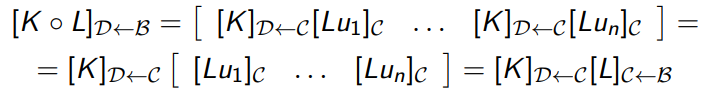 [K ∘ L]_{𝒟←ℬ} = [ [K]_{𝒟←𝒞}[Lu₁]_𝒞 … [K]_{𝒟←𝒞}[Luₙ]_𝒞 ] =
= [K]_{𝒟←𝒞} [ [Lu₁]_𝒞 … [Luₙ]_𝒞 ] = [K]_{𝒟←𝒞}[L]_{𝒞←ℬ}